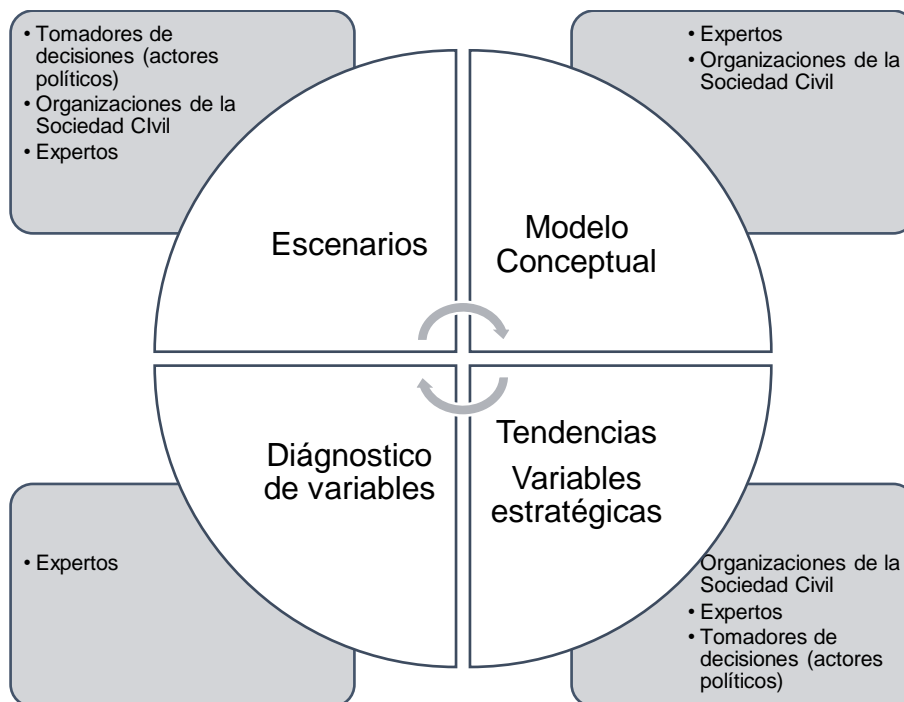 • Tomadores de
decisiones (actores
políticos)
• Organizaciones de la
Sociedad CIvil
• Expertos
• Expertos
• Organizaciones de la
Sociedad Civil
Escenarios
Modelo
Conceptual
Diágnostico
de variables
Tendencias
Variables
estratégicas
• Expertos
Organizaciones de la
Sociedad Civil
• Expertos
• Tomadores de
decisiones (actores
políticos)